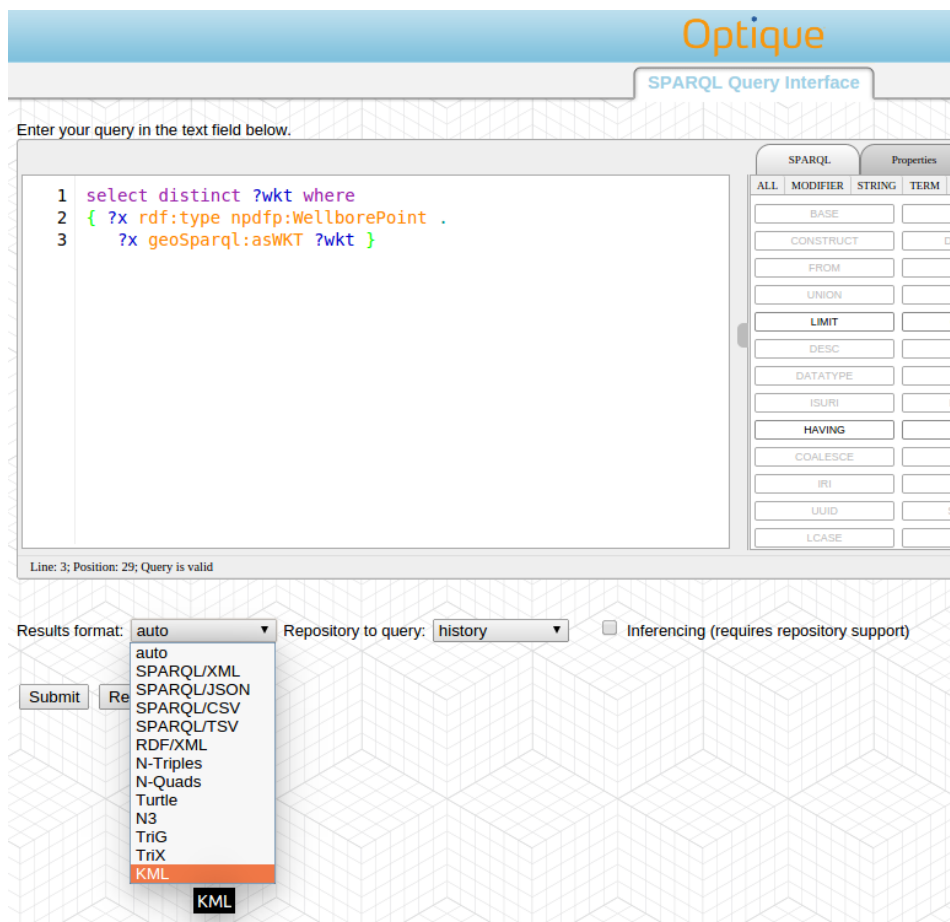 Optique
SPARQL Query Interface
Enter your query in the text field below.
SPARQL Properties
ALL MODIFIER STRING TERM
1 select distinct ?wkt where
2 { ?x rdf:type npdfp:WellborePoint .
3 ?x geoSparql:asWKT ?wkt }
BASE
CONSTRUCT
FROM
UNION
LIMIT
DESC
DATATYPE
ISURI
HAVING
COALESCE
IRI
UUID
LCASE
Line: 3; Position: 29; Query is valid
Results format: auto Repository to query: history Inferencing (requires repository support)
auto
SPARQL/XML
SPARQL/JSON
Submit Re
SPARQL/CSV
SPARQL/TSV
RDF/XML
N-Triples
N-Quads
Turtle
N3
TriG
TriX
KML
KML